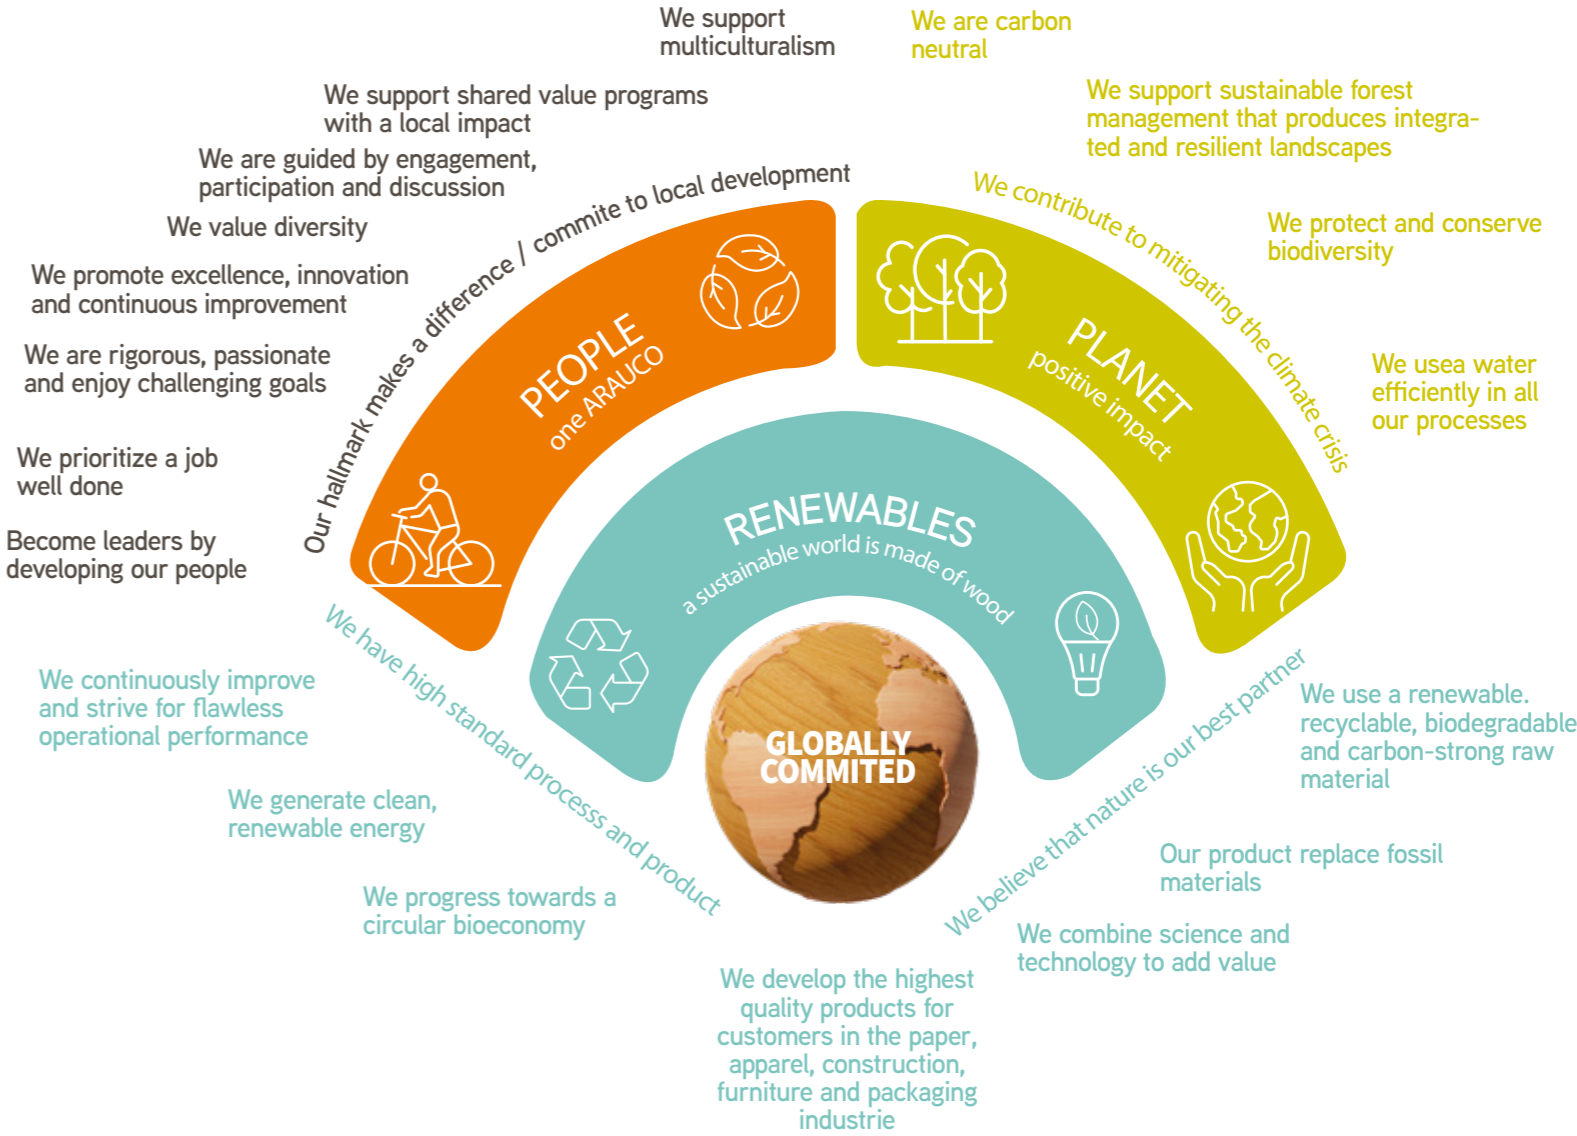 We support
multiculturalism
We are carbon
neutral
We support shared value programs
with a local impact
We support sustainable forest
management that produces integra-
ted and resilient landscapes
We are guided by engagement,
participation and discussion
We value diversity
We protect and conserve
biodiversity
We promote excellence, innovation
and continuous improvement
We are rigorous, passionate
and enjoy challenging goals
We usea water
efficiently in all
our processes
We prioritize a job
well done
Become leaders by
developing our people
Our hallmark makes a difference / commite to local development
We contribute to mitigating the climate crisis
PEOPLE
one ARAUCO
PLANET
positive impact
RENEWABLES
a sustainable world is made of wood
GLOBALLY
COMMITED
We have high standard processs and product
We believe that nature is our best partner
We continuously improve
and strive for flawless
operational performance
We generate clean,
renewable energy
We progress towards a
circular bioeconomy
We use a renewable.
recyclable, biodegradable
and carbon-strong raw
material
Our product replace fossil
materials
We combine science and
technology to add value
We develop the highest
quality products for
customers in the paper,
apparel, construction,
furniture and packaging
industrie